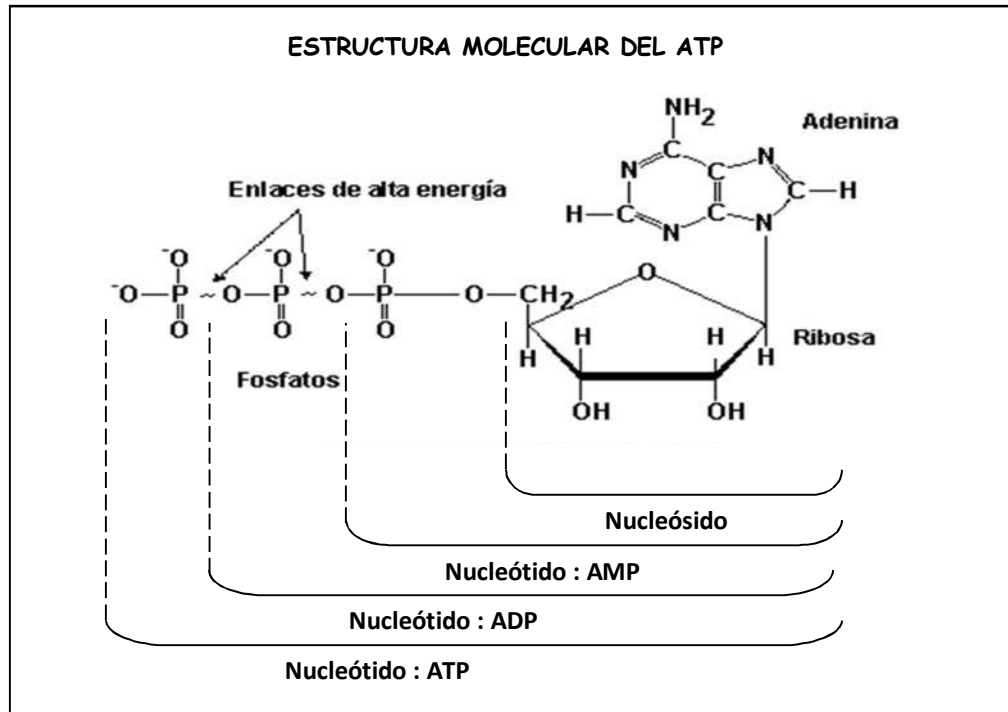 ESTRUCTURA MOLECULAR DEL ATP
NH2
Adenina
N C C N
C H
Enlaces de alta energía
H C N C N
-O -O -O O
-O P ~ O P ~ O P O CH2
O O O H H H H Ribosa
Fosfatos
OH OH
Nucleósido
Nucleótido : AMP
Nucleótido : ADP
Nucleótido : ATP